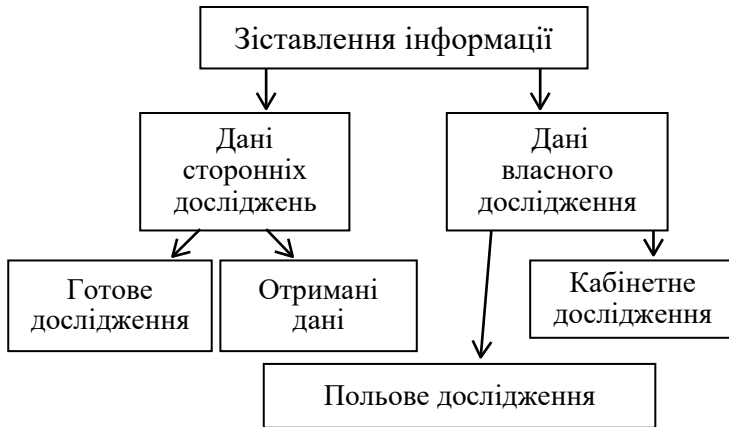 Зіставлення інформації
Дані
сторонніх
досліджень
Дані
власного
дослідження
Готове
дослідження
Отримані
дані
Кабінетне
дослідження
Польове дослідження